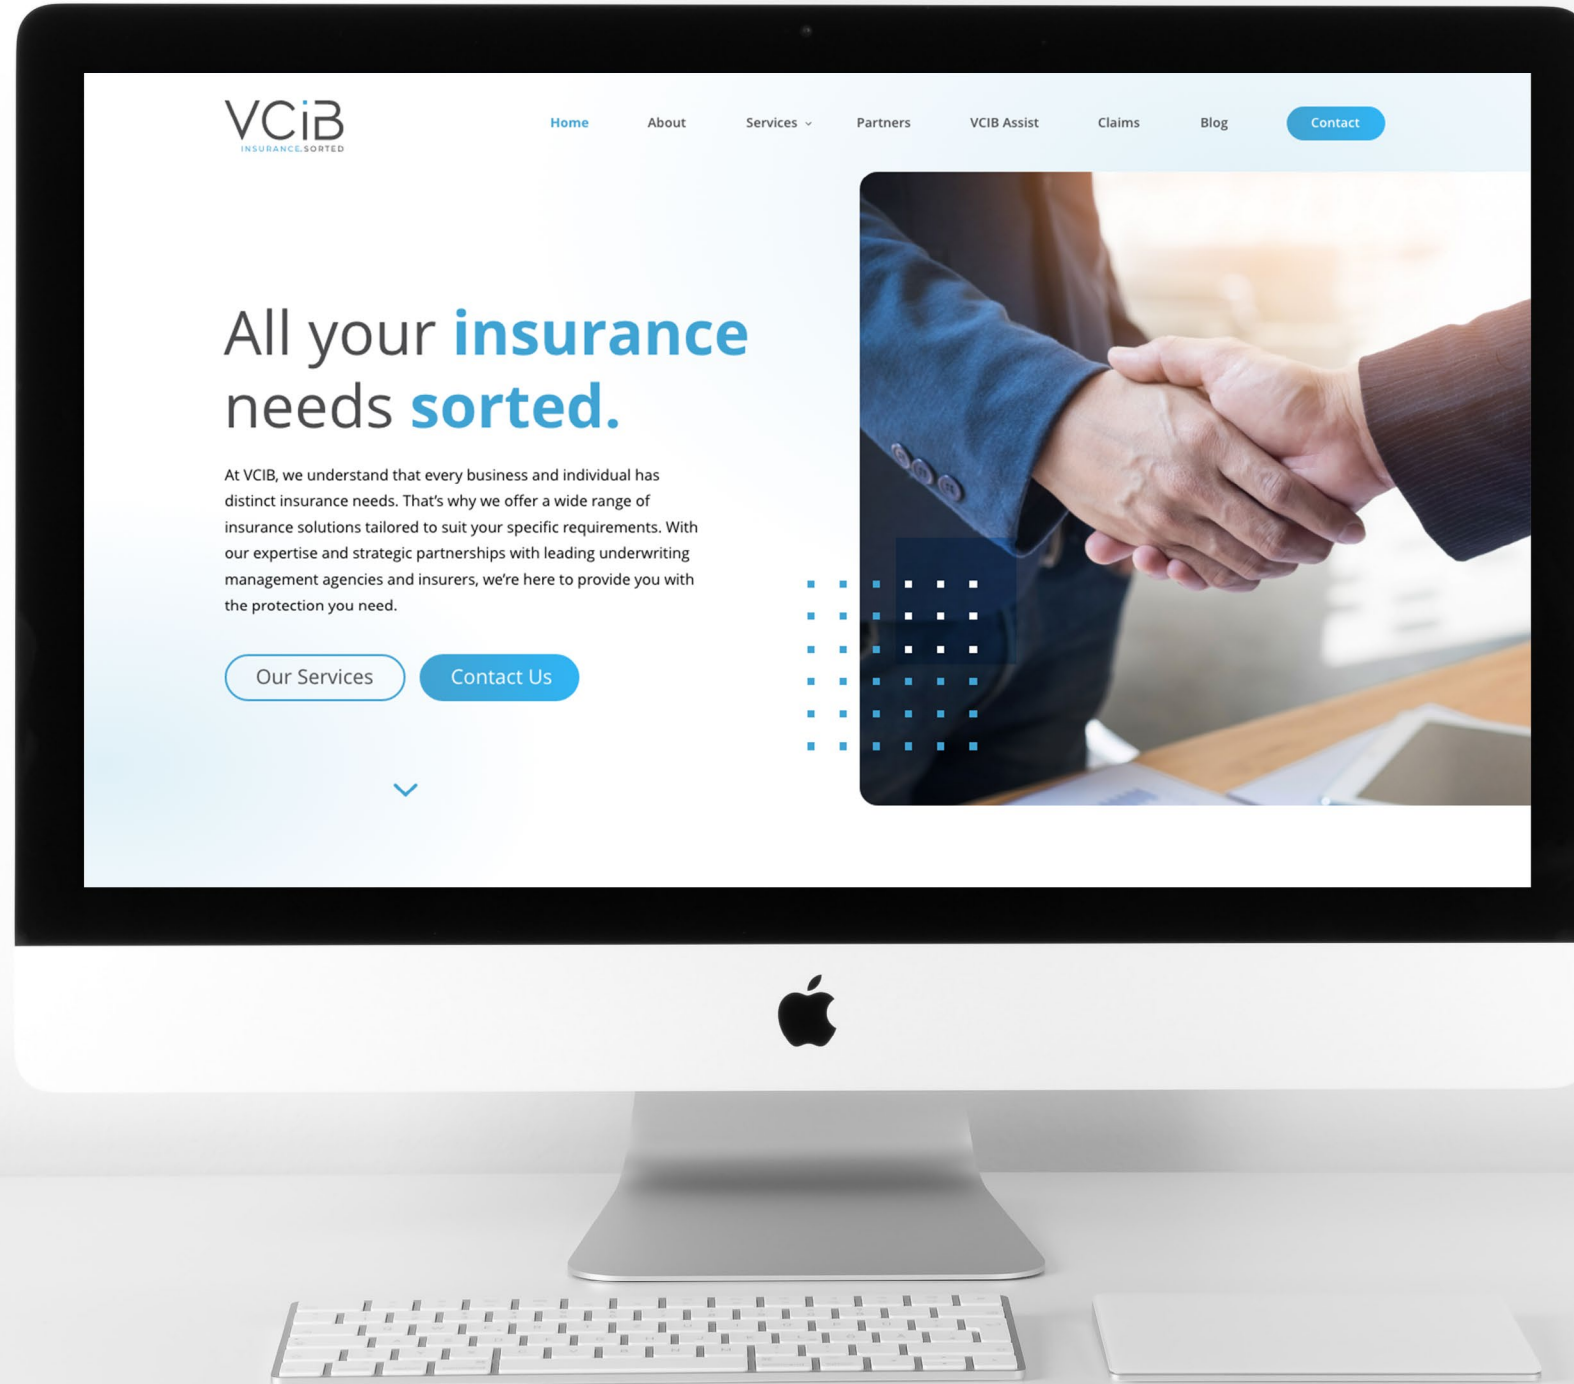 VCiB
INSURANCE.SORTED
Home About Services Partners VCIB Assist Claims Blog Contact
All your insurance
needs sorted.
At VCIB, we understand that every business and individual has
distinct insurance needs. That's why we offer a wide range of
insurance solutions tailored to suit your specific requirements. With
our expertise and strategic partnerships with leading underwriting
management agencies and insurers, we're here to provide you with
the protection you need.
Our Services Contact Us